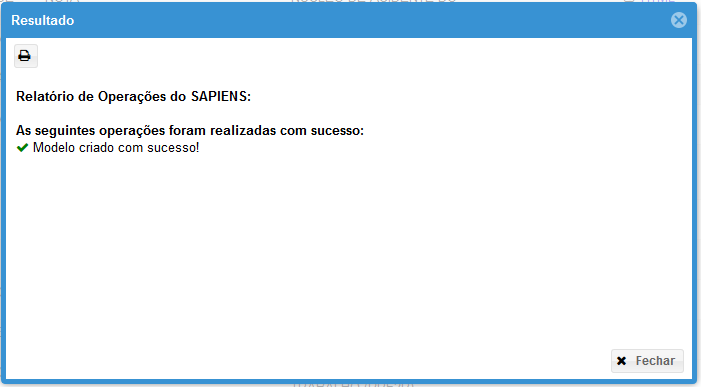 Resultado
Relatório de Operações do SAPIENS:
As seguintes operações foram realizadas com sucesso:
Modelo criado com sucesso!
Fechar